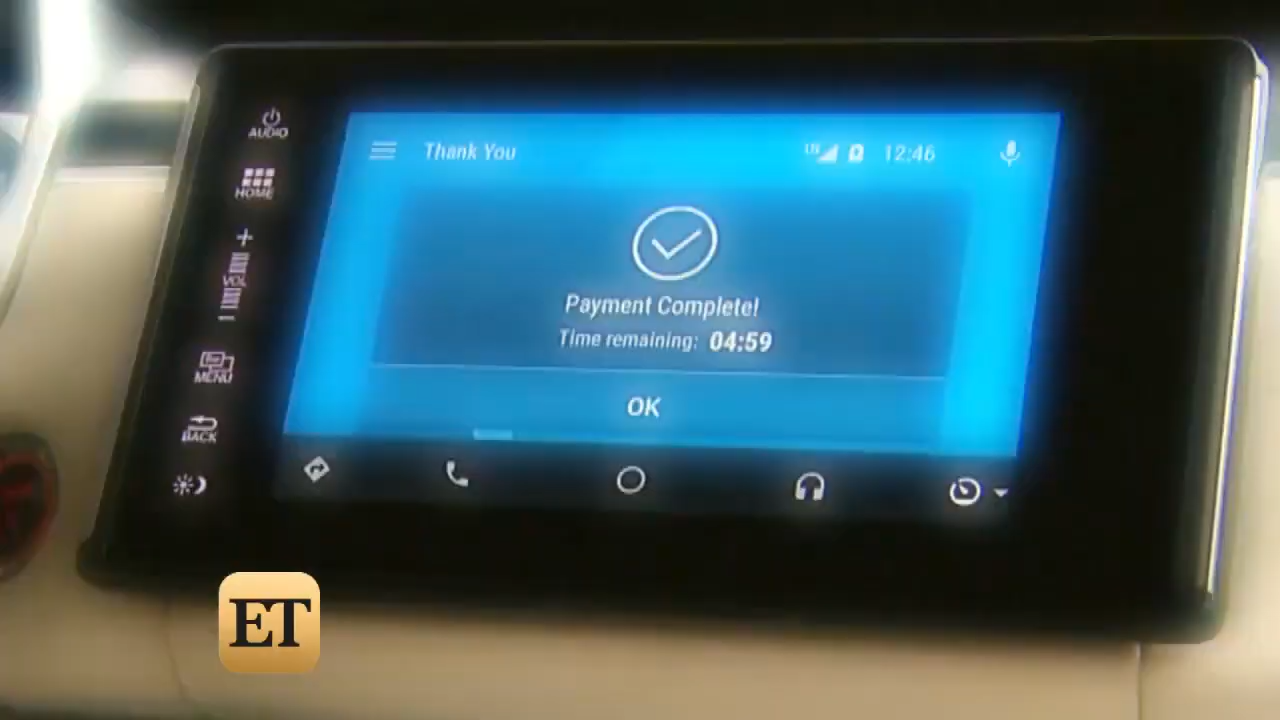 AUDIO
HOME
+
VOL
−
MENU
BACK
Thank You
12:46
Payment Complete!
Time remaining: 04:59
OK
ET